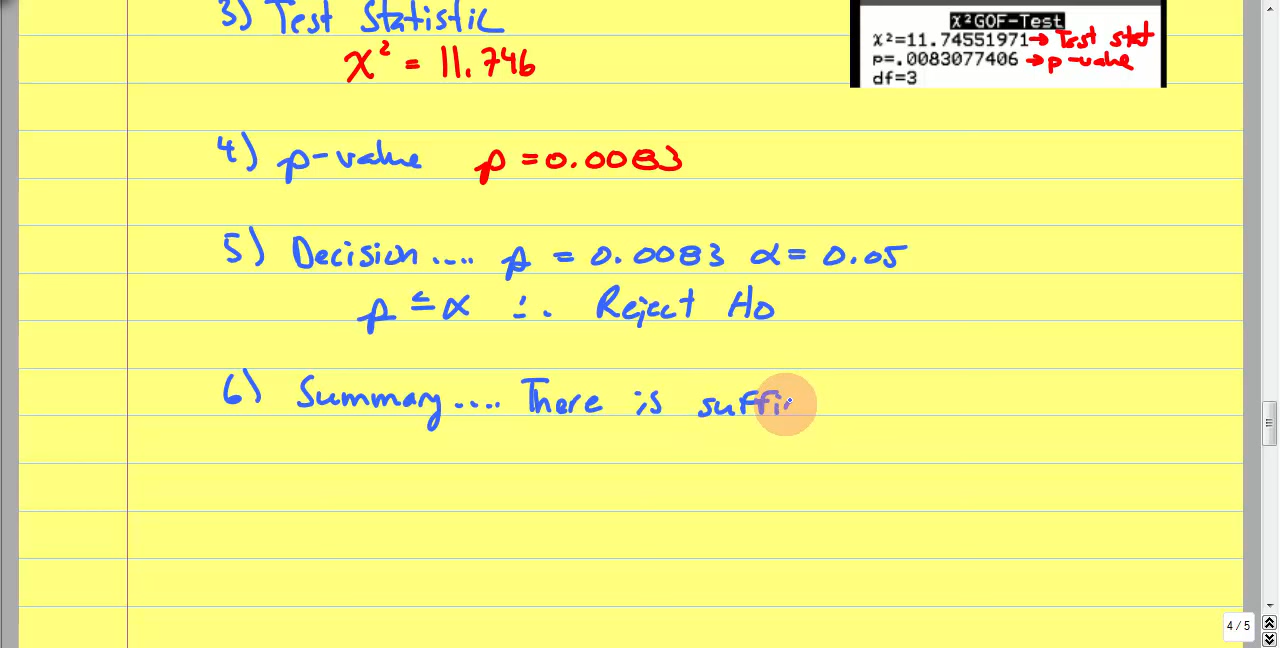 3) Test Statistic
χ² = 11.746
χ²GOF-Test
χ²=11.74551971 → Test stat
p=.0083077406 → p-value
df=3
4) p-value p = 0.0083
5) Decision.... p = 0.0083 α = 0.05
p ≤ α ∴ Reject Ho
6) Summary.... There is suffi
4/5